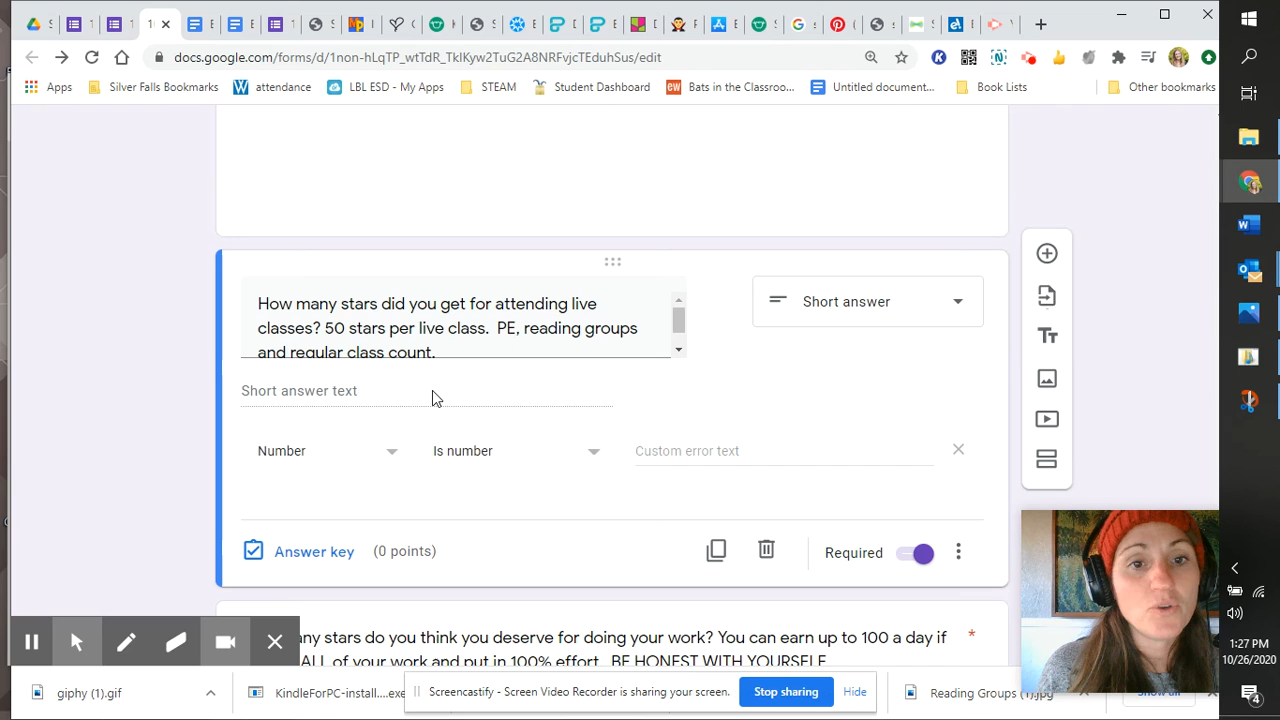 docs.google.com/forms/d/1non-hLqTP_wtTdR_TkIKyw2TuG2A8NRFvjcTEduhSus/edit
Apps
Silver Falls Bookmarks
attendance
LBL ESD - My Apps
STEAM
Student Dashboard
Bats in the Classroo...
Untitled document...
Book Lists
Other bookmarks
How many stars did you get for attending live
classes? 50 stars per live class. PE, reading groups
and regular class count.
Short answer
Short answer text
Number
Is number
Custom error text
Answer key
(0 points)
Required
any stars do you think you deserve for doing your work? You can earn up to 100 a day if *
ALL of your work and put in 100% effort. BE HONEST WITH YOURSELF
1:27 PM
10/26/2020
giphy (1).gif
KindleForPC-install....exe
Screencastify - Screen Video Recorder is sharing your screen.
Stop sharing
Hide
Reading Groups (1).jpg
Show all
4